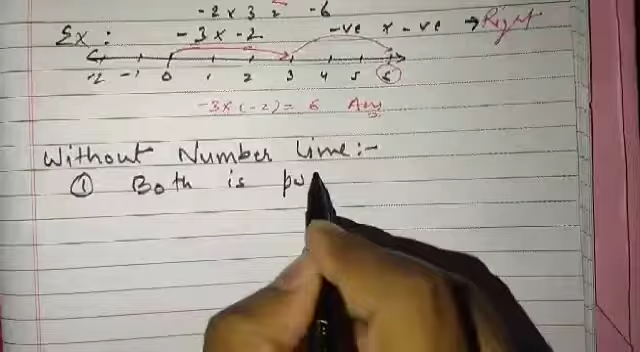 -2 x 3 = -6
Ex: -3 x -2 -ve x -ve → Right
-2 -1 0 1 2 3 4 5 6
-3 x (-2) = 6 Ans
Without Number line:-
① Both is po